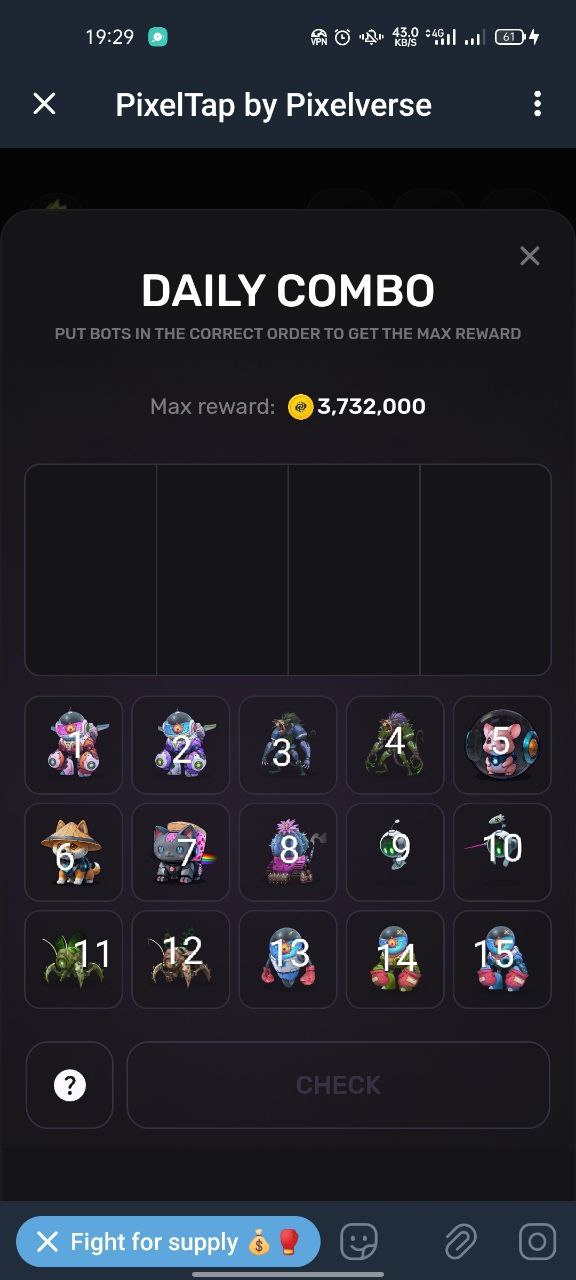 19:29
VPN 43.0 KB/S 4G 61
PixelTap by Pixelverse
DAILY COMBO
PUT BOTS IN THE CORRECT ORDER TO GET THE MAX REWARD
Max reward: 3,732,000
1 2 3 4 5
6 7 8 9 10
11 12 13 14 15
? CHECK
Fight for supply 💰🥊